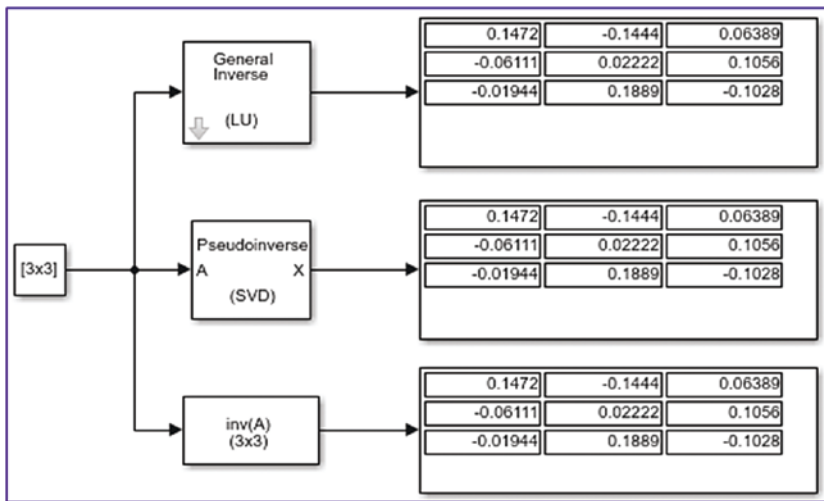 General
Inverse
(LU)
0.1472 -0.1444 0.06389
-0.06111 0.02222 0.1056
-0.01944 0.1889 -0.1028
[3x3]
Pseudoinverse
A X
(SVD)
0.1472 -0.1444 0.06389
-0.06111 0.02222 0.1056
-0.01944 0.1889 -0.1028
inv(A)
(3x3)
0.1472 -0.1444 0.06389
-0.06111 0.02222 0.1056
-0.01944 0.1889 -0.1028